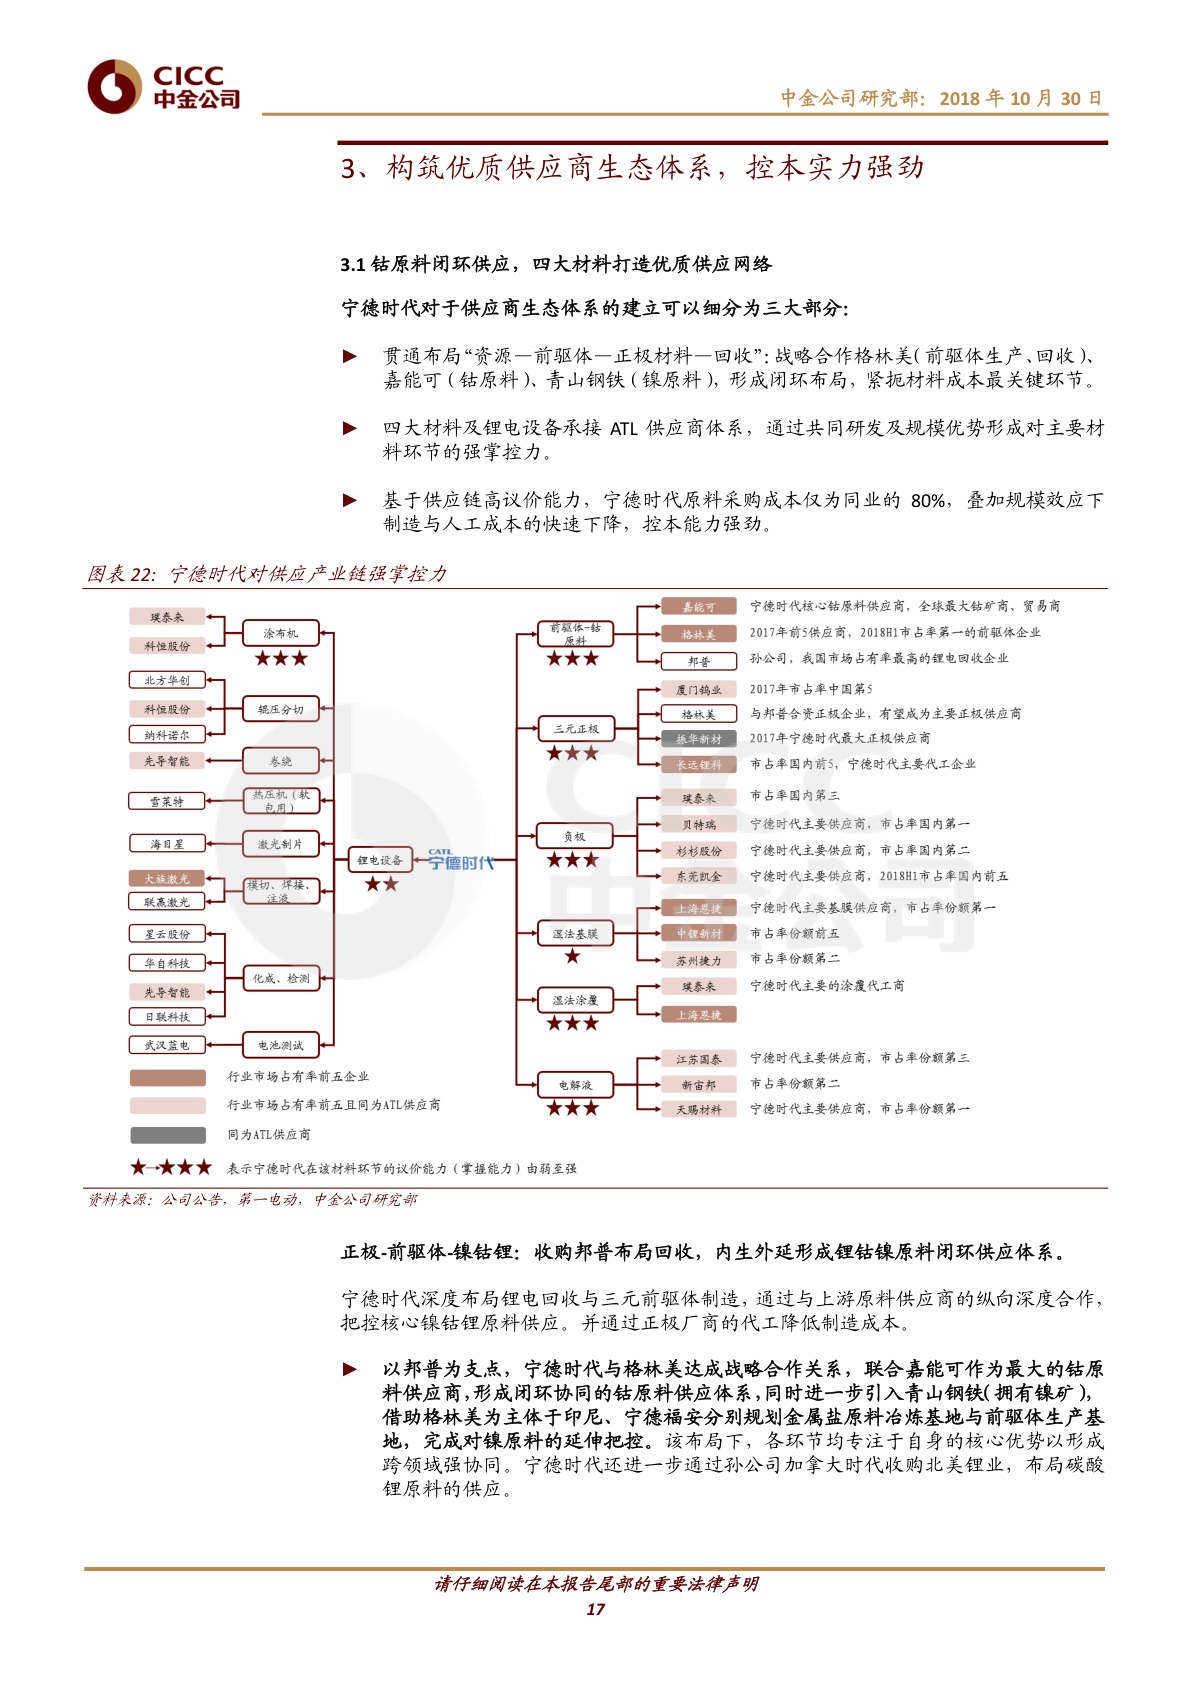 CICC
中金公司
中金公司研究部：2018 年 10 月 30 日
3、构筑优质供应商生态体系，控本实力强劲
3.1 钴原料闭环供应，四大材料打造优质供应网络
宁德时代对于供应商生态体系的建立可以细分为三大部分：
► 贯通布局“资源—前驱体—正极材料—回收”：战略合作格林美（前驱体生产、回收）、
嘉能可（钴原料）、青山钢铁（镍原料），形成闭环布局，紧扼材料成本最关键环节。
► 四大材料及锂电设备承接 ATL 供应商体系，通过共同研发及规模优势形成对主要材
料环节的强掌控力。
► 基于供应链高议价能力，宁德时代原料采购成本仅为同业的 80%，叠加规模效应下
制造与人工成本的快速下降，控本能力强劲。
图表 22：宁德时代对供应产业链强掌控力
璞泰来
科恒股份
涂布机
★★★
北方华创
科恒股份
纳科诺尔
辊压分切
先导智能
卷绕
雪莱特
热压机（软
包用）
海目星
激光制片
大族激光
联赢激光
模切、焊接、
注液
星云股份
华自科技
先导智能
日联科技
化成、检测
武汉蓝电
电池测试
锂电设备
★★
CATL
宁德时代
前驱体-钴
原料
★★★
嘉能可 宁德时代核心钴原料供应商，全球最大钴矿商、贸易商
格林美 2017年前5供应商，2018H1市占率第一的前驱体企业
邦普 孙公司，我国市场占有率最高的锂电回收企业
三元正极
★★★
厦门钨业 2017年市占率中国第5
格林美 与邦普合资正极企业，有望成为主要正极供应商
振华新材 2017年宁德时代最大正极供应商
长远锂科 市占率国内前5，宁德时代主要代工企业
负极
★★★
璞泰来 市占率国内第三
贝特瑞 宁德时代主要供应商，市占率国内第一
杉杉股份 宁德时代主要供应商，市占率国内第二
东莞凯金 宁德时代主要供应商，2018H1市占率国内前五
湿法基膜
★
上海恩捷 宁德时代主要基膜供应商，市占率份额第一
中锂新材 市占率份额前五
苏州捷力 市占率份额第二
湿法涂覆
★★★
璞泰来 宁德时代主要的涂覆代工商
上海恩捷
电解液
★★★
江苏国泰 宁德时代主要供应商，市占率份额第三
新宙邦 市占率份额第二
天赐材料 宁德时代主要供应商，市占率份额第一
行业市场占有率前五企业
行业市场占有率前五且同为ATL供应商
同为ATL供应商
★→★★★ 表示宁德时代在该材料环节的议价能力（掌握能力）由弱至强
资料来源：公司公告，第一电动，中金公司研究部
正极-前驱体-镍钴锂：收购邦普布局回收，内生外延形成锂钴镍原料闭环供应体系。
宁德时代深度布局锂电回收与三元前驱体制造，通过与上游原料供应商的纵向深度合作，
把控核心镍钴锂原料供应。并通过正极厂商的代工降低制造成本。
► 以邦普为支点，宁德时代与格林美达成战略合作关系，联合嘉能可作为最大的钴原
料供应商，形成闭环协同的钴原料供应体系，同时进一步引入青山钢铁（拥有镍矿），
借助格林美为主体于印尼、宁德福安分别规划金属盐原料冶炼基地与前驱体生产基
地，完成对镍原料的延伸把控。该布局下，各环节均专注于自身的核心优势以形成
跨领域强协同。宁德时代还进一步通过孙公司加拿大时代收购北美锂业，布局碳酸
锂原料的供应。
请仔细阅读在本报告尾部的重要法律声明
17